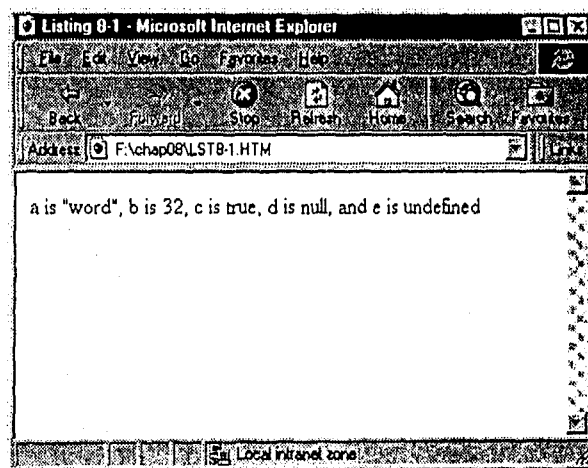 Listing 8-1 - Microsoft Internet Explorer
File Edit View Go Favorites Help
Back Forward Stop Refresh Home Search Favorites
Address F:\chap08\LST8-1.HTM Links
a is "word", b is 32, c is true, d is null, and e is undefined
Local intranet zone